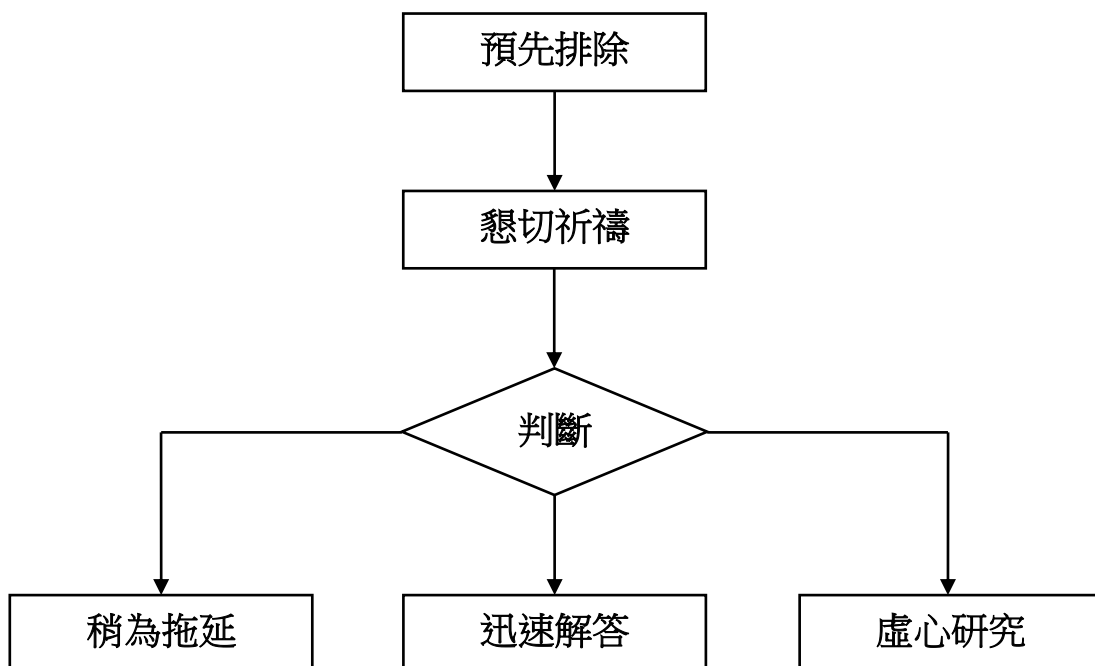 預先排除
懇切祈禱
判斷
稍為拖延
迅速解答
虛心研究